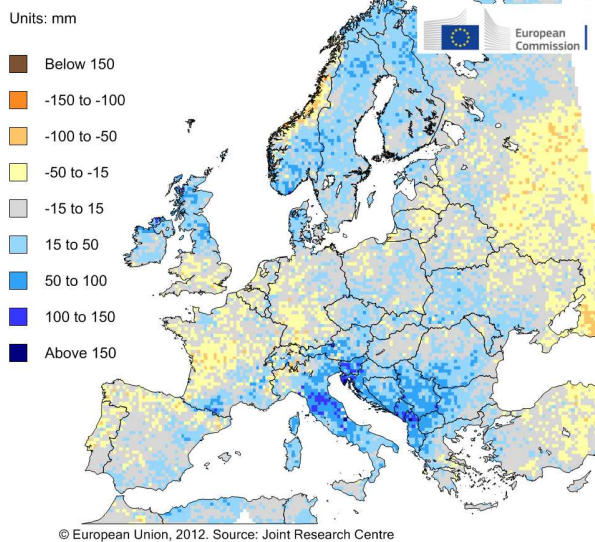 Units: mm
European
Commission
Below 150
-150 to -100
-100 to -50
-50 to -15
-15 to 15
15 to 50
50 to 100
100 to 150
Above 150
© European Union, 2012. Source: Joint Research Centre